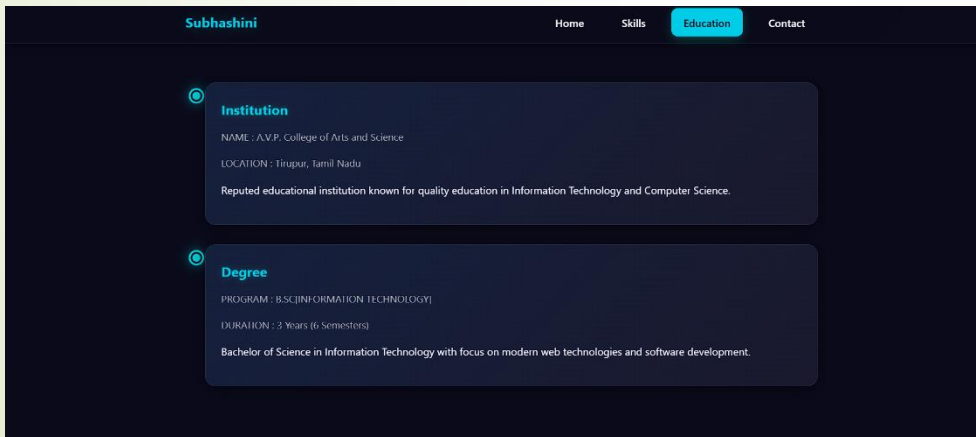 Subhashini
Home Skills Education Contact
Institution
NAME : A.V.P. College of Arts and Science
LOCATION : Tirupur, Tamil Nadu
Reputed educational institution known for quality education in Information Technology and Computer Science.
Degree
PROGRAM : B.SC[INFORMATION TECHNOLOGY]
DURATION : 3 Years (6 Semesters)
Bachelor of Science in Information Technology with focus on modern web technologies and software development.